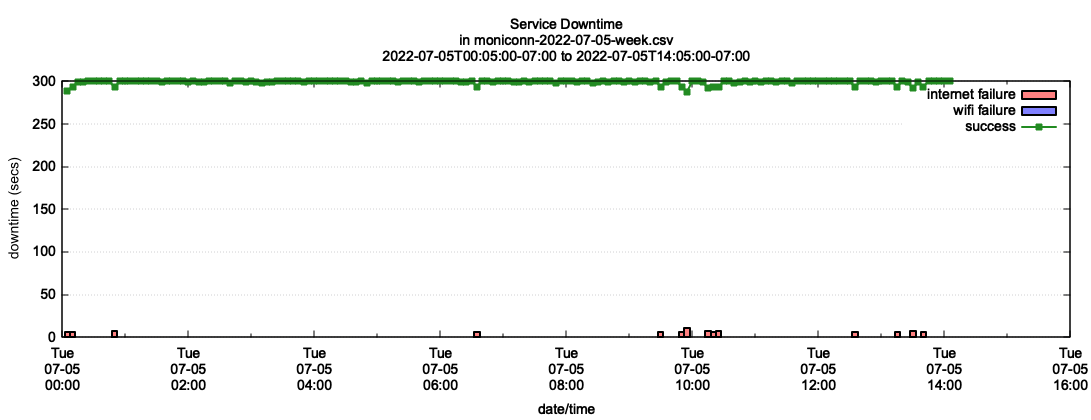 Service Downtime
in moniconn-2022-07-05-week.csv
2022-07-05T00:05:00-07:00 to 2022-07-05T14:05:00-07:00
300
250
200
150
100
50
0
downtime (secs)
internet failure
wifi failure
success
Tue Tue Tue Tue Tue Tue Tue Tue Tue
07-05 07-05 07-05 07-05 07-05 07-05 07-05 07-05 07-05
00:00 02:00 04:00 06:00 08:00 10:00 12:00 14:00 16:00
date/time